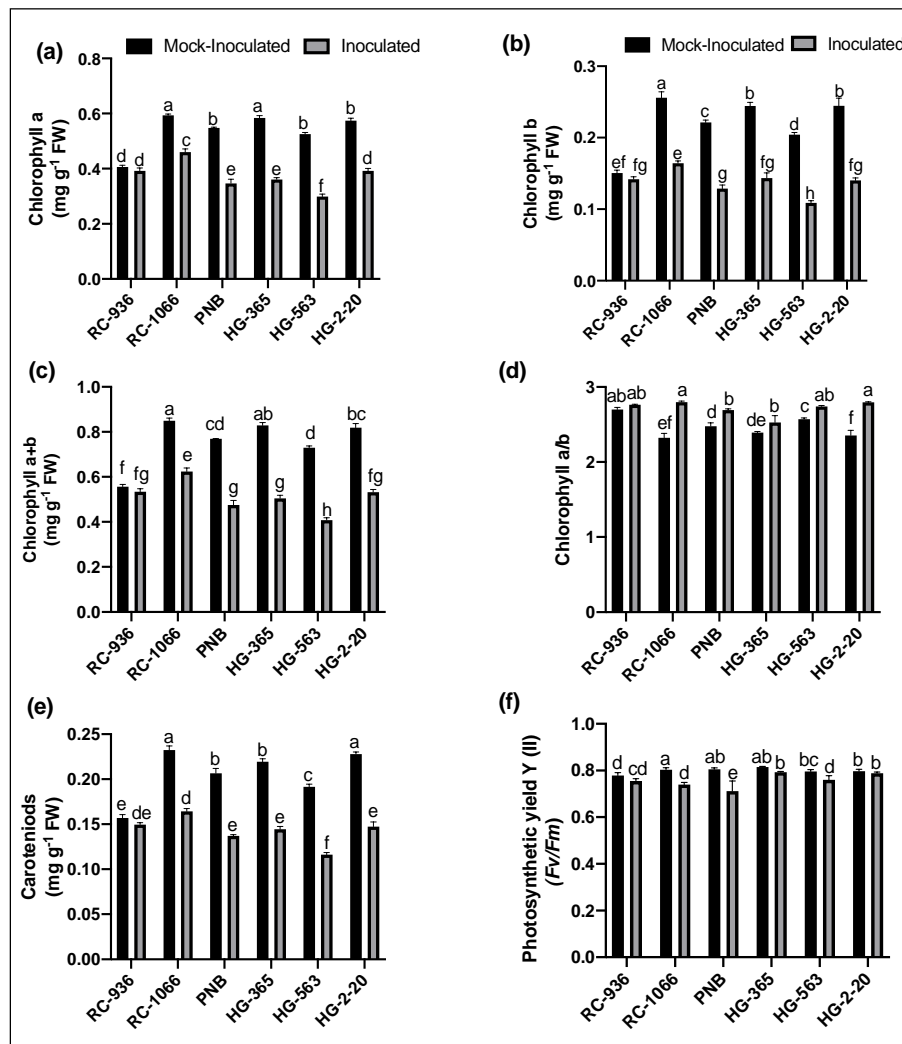 (a)
Mock-Inoculated Inoculated
Chlorophyll a
(mg g-1 FW)
0.8
0.6
0.4
0.2
0.0
d d a c b e a e b f b d
RC-936 RC-1066 PNB HG-365 HG-563 HG-2-20
(b)
Mock-Inoculated Inoculated
Chlorophyll b
(mg g-1 FW)
0.3
0.2
0.1
0.0
ef fg a e c g b fg d h b fg
RC-936 RC-1066 PNB HG-365 HG-563 HG-2-20
(c)
Chlorophyll a+b
(mg g-1 FW)
1.0
0.8
0.6
0.4
0.2
0.0
f fg a e cd g ab g d h bc fg
RC-936 RC-1066 PNB HG-365 HG-563 HG-2-20
(d)
Chlorophyll a/b
3
2
1
0
ab ab ef a d b de b c ab f a
RC-936 RC-1066 PNB HG-365 HG-563 HG-2-20
(e)
Caroteniods
(mg g-1 FW)
0.25
0.20
0.15
0.10
0.05
0.00
e de a d b e b e c f a e
RC-936 RC-1066 PNB HG-365 HG-563 HG-2-20
(f)
Photosynthetic yield Y (II)
(Fv/Fm)
1.0
0.8
0.6
0.4
0.2
0.0
d cd a d ab e ab b bc d b b
RC-936 RC-1066 PNB HG-365 HG-563 HG-2-20